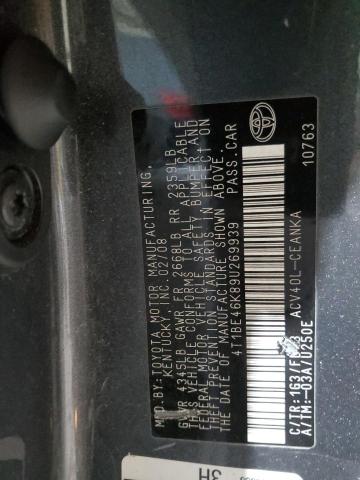 MFD.BY:TOYOTA MOTOR MANUFACTURING,
KENTUCKY,INC. 02/08
GVWR 4345LB GAWR FR 2668LB RR 2359LB
THIS VEHICLE CONFORMS TO ALL APPLICABLE
FEDERAL MOTOR VEHICLE SAFETY BUMPER, AND
THEFT PREVENTION STANDARDS IN EFFECT ON
THE DATE OF MANUFACTURE SHOWN ABOVE.
4T1BE46K89U269939 PASS.CAR
C/TR:1G3/F ACV40L-CEANKA
A/TM:-03A/U250E 10763
3H